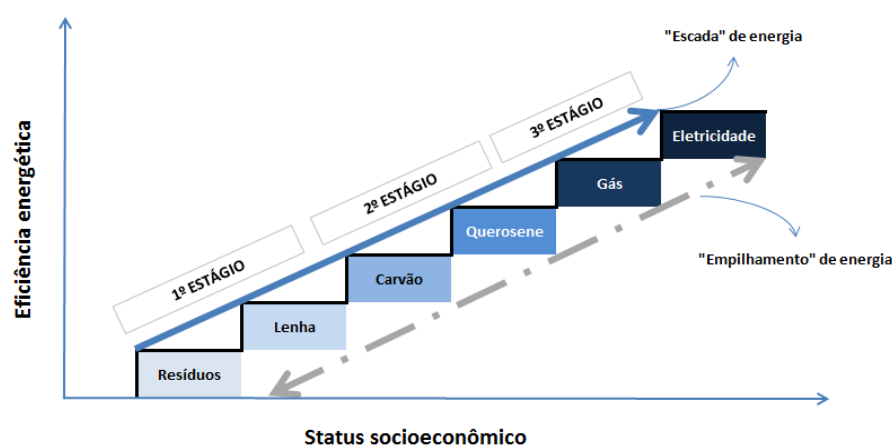 "Escada" de energia
3º ESTÁGIO
2º ESTÁGIO
1º ESTÁGIO
Eletricidade
Gás
Querosene
Carvão
Lenha
Resíduos
"Empilhamento" de energia
Eficiência energética
Status socioeconômico